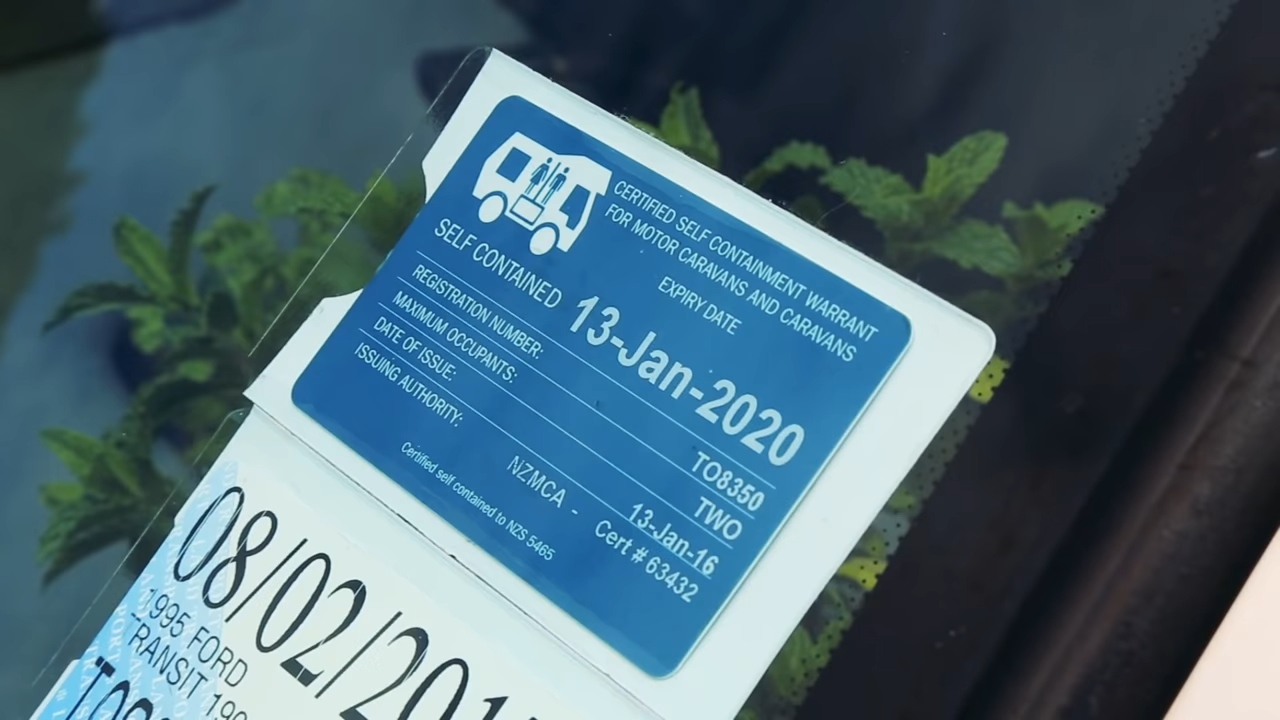 CERTIFIED SELF CONTAINMENT WARRANT
FOR MOTOR CARAVANS AND CARAVANS
SELF CONTAINED
EXPIRY DATE
13-Jan-2020
REGISTRATION NUMBER: TO8350
MAXIMUM OCCUPANTS: TWO
DATE OF ISSUE: 13-Jan-16
ISSUING AUTHORITY: NZMCA - Cert # 63432
Certified self contained to NZS 5465
08/02/201
1995 FORD
TRANSIT 190